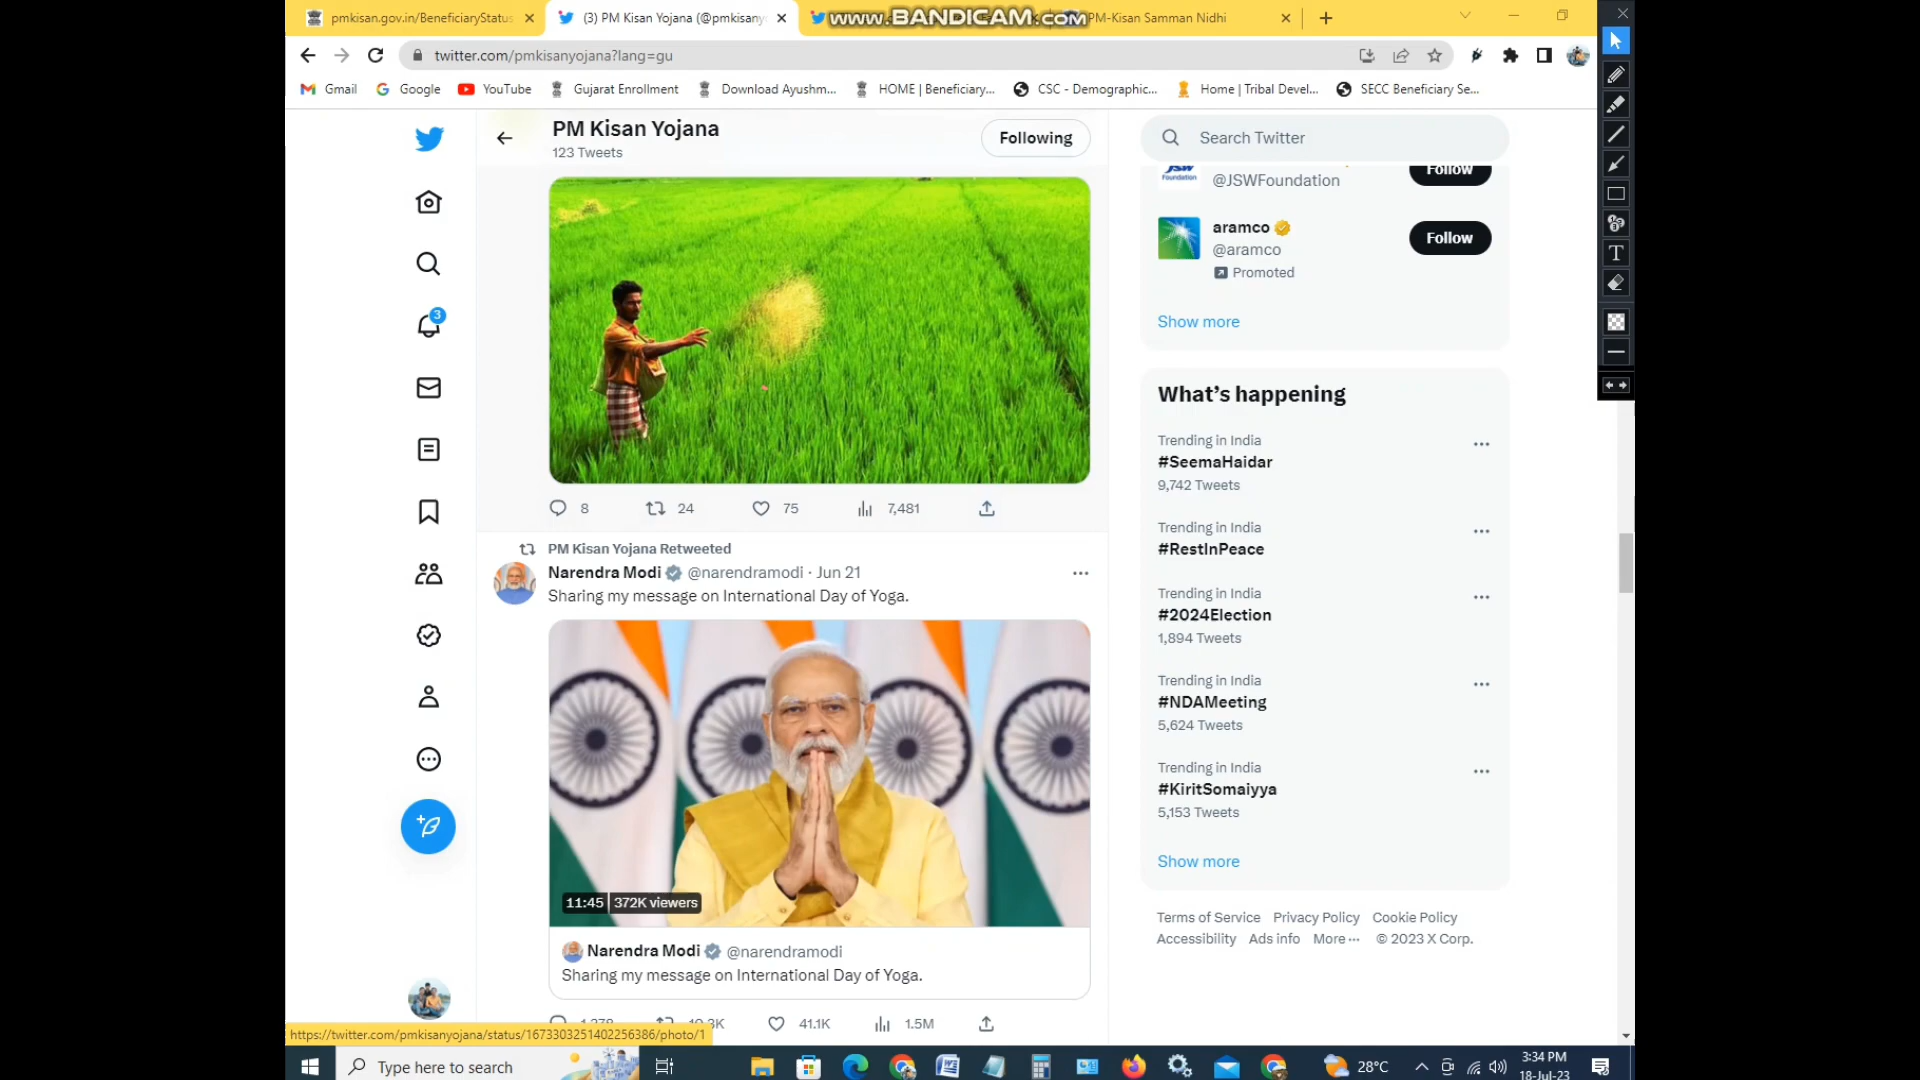 pmkisan.gov.in/BeneficiaryStatus
(3) PM Kisan Yojana (@pmkisanyo
www.BANDICAM.com
PM-Kisan Samman Nidhi
twitter.com/pmkisanyojana?lang=gu
Gmail
Google
YouTube
Gujarat Enrollment
Download Ayushm...
HOME | Beneficiary...
CSC - Demographic...
Home | Tribal Devel...
SECC Beneficiary Se...
PM Kisan Yojana
123 Tweets
Following
Search Twitter
JSW
Foundation
@JSWFoundation
Follow
aramco
@aramco
Promoted
Follow
Show more
3
8
24
75
7,481
PM Kisan Yojana Retweeted
Narendra Modi @narendramodi · Jun 21
Sharing my message on International Day of Yoga.
11:45 372K viewers
Narendra Modi @narendramodi
Sharing my message on International Day of Yoga.
41.1K
1.5M
What's happening
Trending in India
#SeemaHaidar
9,742 Tweets
Trending in India
#RestInPeace
Trending in India
#2024Election
1,894 Tweets
Trending in India
#NDAMeeting
5,624 Tweets
Trending in India
#KiritSomaiyya
5,153 Tweets
Show more
Terms of Service Privacy Policy Cookie Policy
Accessibility Ads info More ··· © 2023 X Corp.
https://twitter.com/pmkisanyojana/status/1673303251402256386/photo/1
Type here to search
28°C
3:34 PM
18-Jul-23
T